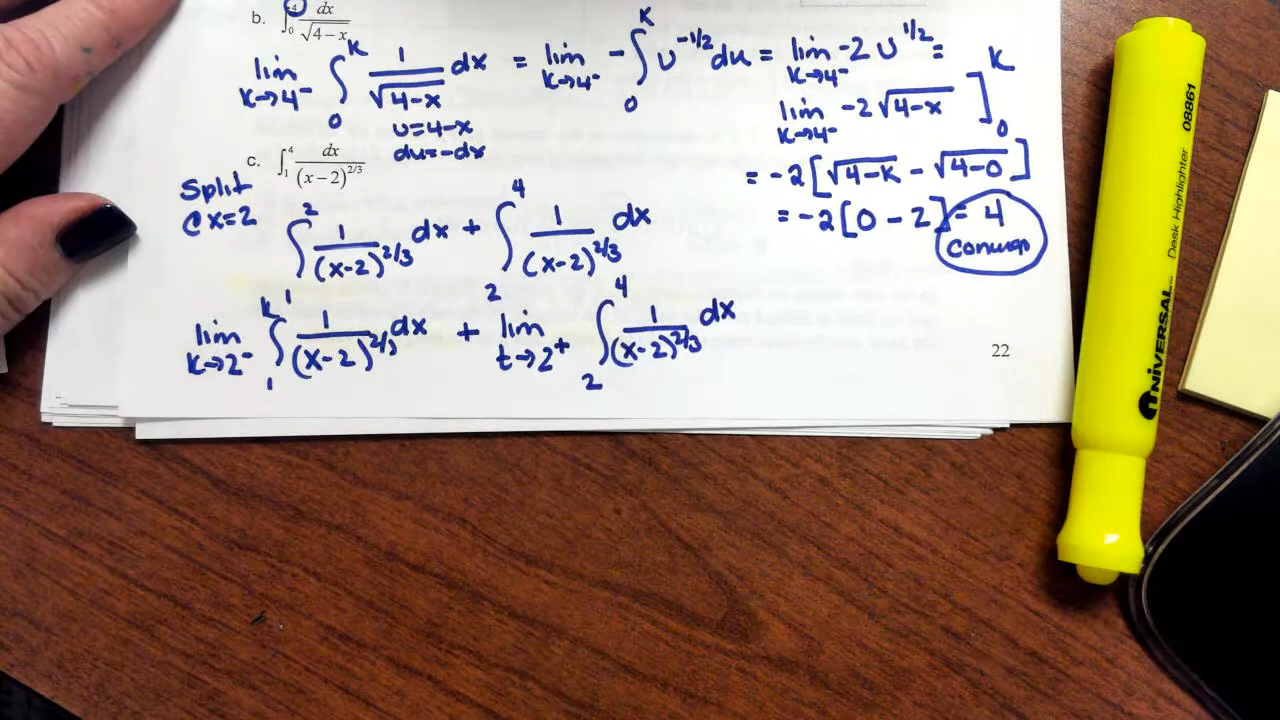 b. ∫₀⁴ dx/√(4−x)
lim k→4⁻ ∫₀ᵏ 1/√(4−x) dx = lim k→4⁻ −∫₀ᵏ u^(−1/2) du = lim k→4⁻ −2u^(1/2) =
u=4−x
du=−dx
lim k→4⁻ −2√(4−x) ]₀ᵏ
= −2[√(4−k) − √(4−0)]
= −2[0−2] = 4
c. ∫₁⁴ dx/(x−2)^(2/3)
Split
@ x=2
∫₁² 1/(x−2)^(2/3) dx + ∫₂⁴ 1/(x−2)^(2/3) dx
lim k→2⁻ ∫₁ᵏ 1/(x−2)^(2/3) dx + lim t→2⁺ ∫₂⁴ 1/(x−2)^(2/3) dx
22
UNIVERSAL™ Desk Highlighter 08861